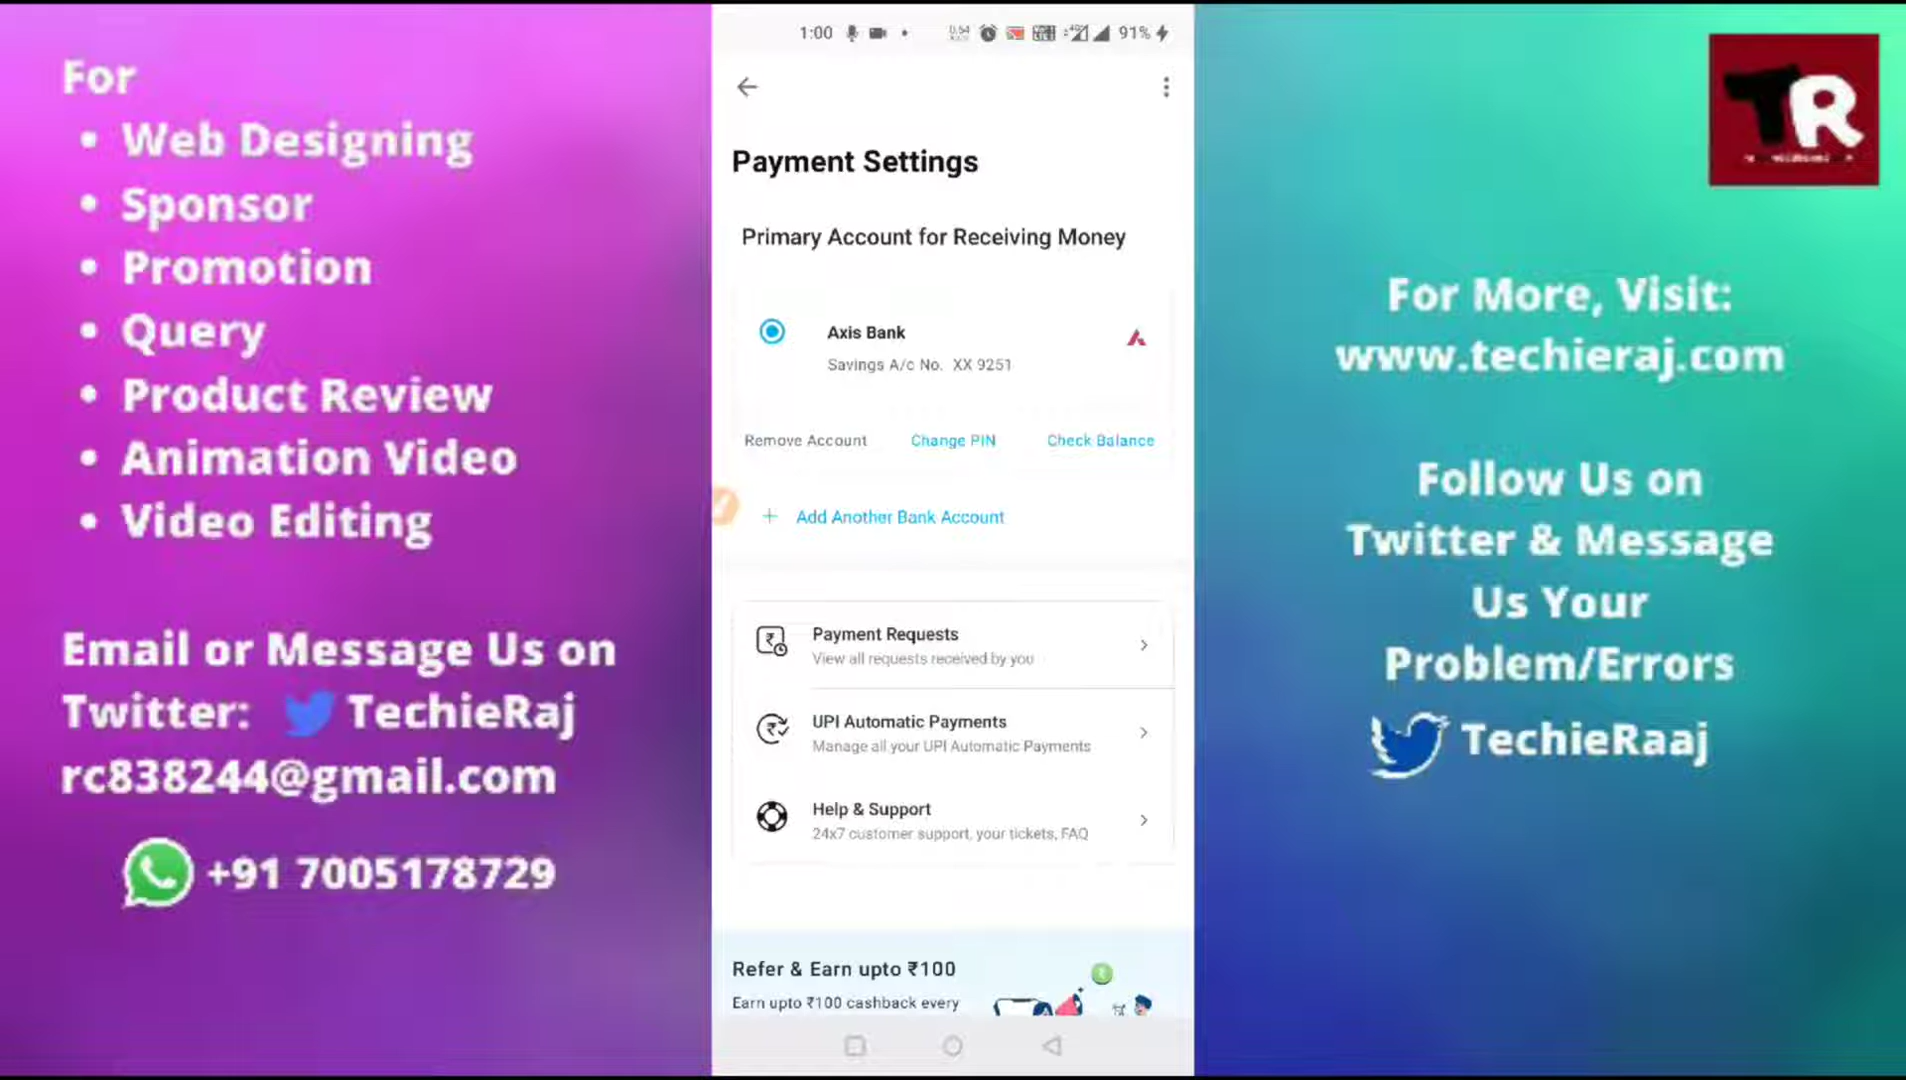 For
• Web Designing
• Sponsor
• Promotion
• Query
• Product Review
• Animation Video
• Video Editing
Email or Message Us on
Twitter: TechieRaj
rc838244@gmail.com
+91 7005178729
1:00
91%
Payment Settings
Primary Account for Receiving Money
Axis Bank
Savings A/c No. XX 9251
Remove Account
Change PIN
Check Balance
+ Add Another Bank Account
Payment Requests
View all requests received by you
UPI Automatic Payments
Manage all your UPI Automatic Payments
Help & Support
24x7 customer support, your tickets, FAQ
Refer & Earn upto ₹100
Earn upto ₹100 cashback every
TR
For More, Visit:
www.techieraj.com
Follow Us on
Twitter & Message
Us Your
Problem/Errors
TechieRaaj